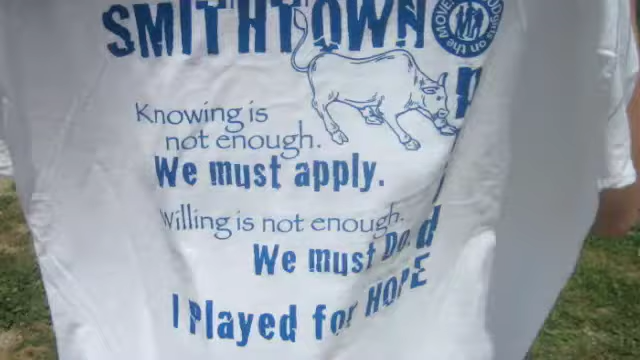 SMITHTOWN
Knowing is
not enough.
We must apply.
Willing is not enough.
We must Do.
I Played for HOPE